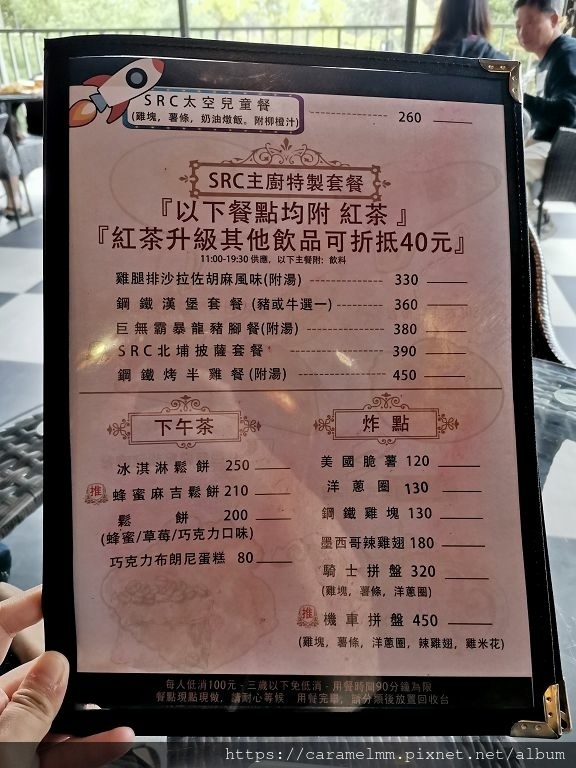 SRC太空兒童餐 260
(雞塊，薯條，奶油燉飯。附柳橙汁)
SRC主廚特製套餐
『以下餐點均附 紅茶 』
『紅茶升級其他飲品可折抵40元』
11:00-19:30 供應，以下主餐附: 飲料
雞腿排沙拉佐胡麻風味(附湯) 330
鋼鐵漢堡套餐(豬或牛選一) 360
巨無霸暴龍豬腳餐(附湯) 380
SRC北埔披薩套餐 390
鋼鐵烤半雞餐(附湯) 450
下午茶
冰淇淋鬆餅 250
推 蜂蜜麻吉鬆餅 210
鬆餅 200
(蜂蜜/草莓/巧克力口味)
巧克力布朗尼蛋糕 80
炸點
美國脆薯 120
洋蔥圈 130
鋼鐵雞塊 130
墨西哥辣雞翅 180
騎士拼盤 320
(雞塊，薯條，洋蔥圈)
推 機車拼盤 450
(雞塊，薯條，洋蔥圈，辣雞翅，雞米花)
每人低消100元 - 三歲以下免低消 - 用餐時間90分鐘為限
餐點現點現做，請耐心等候 用餐完畢，請分類後放置回收台
https://caramelmm.pixnet.net/album